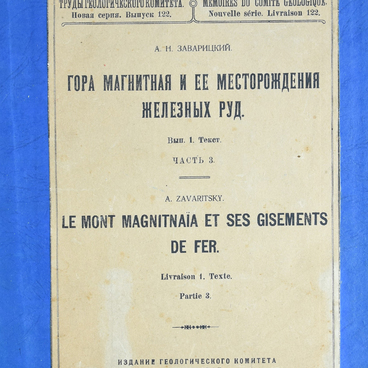 ТРУДЫ ГЕОЛОГИЧЕСКОГО КОМИТЕТА.
Новая серия. Выпуск 122.
MÉMOIRES DU COMITÉ GÉOLOGIQUE.
Nouvelle série. Livraison 122.
А. Н. ЗАВАРИЦКИЙ.
ГОРА МАГНИТНАЯ И ЕЕ МЕСТОРОЖДЕНИЯ
ЖЕЛЕЗНЫХ РУД.
Вып. 1. Текст.
ЧАСТЬ 3.
A. ZAVARITSKY.
LE MONT MAGNITNAÏA ET SES GISEMENTS
DE FER.
Livraison 1. Texte.
Partie 3.
ИЗДАНИЕ ГЕОЛОГИЧЕСКОГО КОМИТЕТА